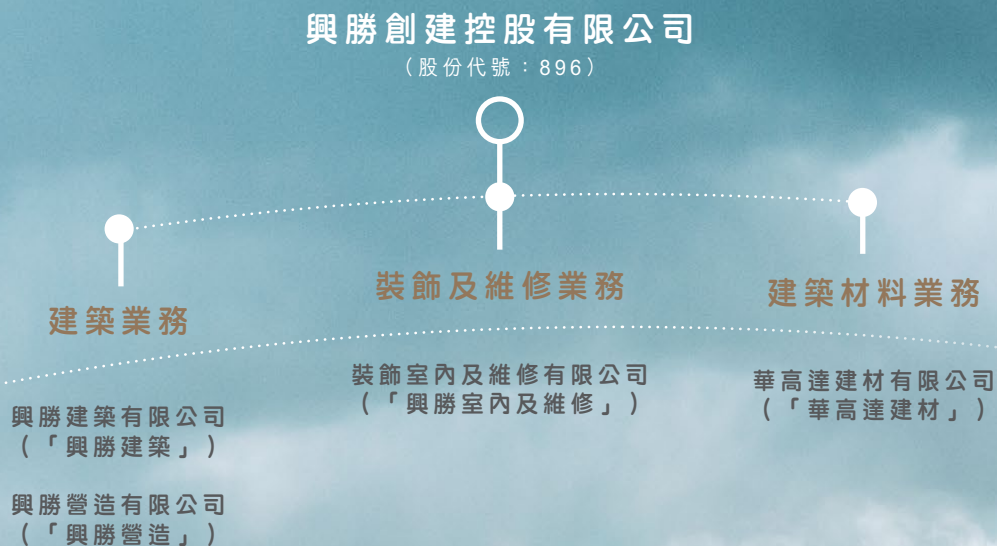 興勝創建控股有限公司
（股份代號：896）
建築業務
裝飾及維修業務
建築材料業務
興勝建築有限公司
（「興勝建築」）
興勝營造有限公司
（「興勝營造」）
裝飾室內及維修有限公司
（「興勝室內及維修」）
華高達建材有限公司
（「華高達建材」）